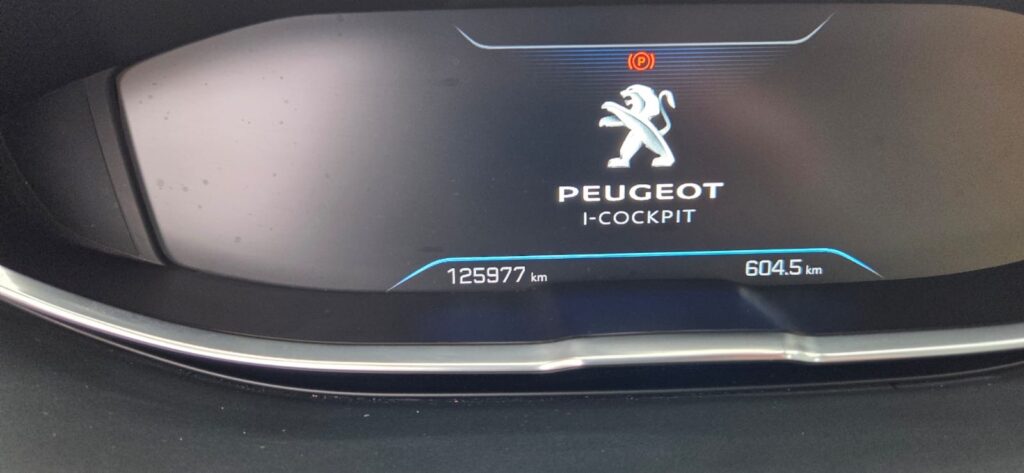 (P)
PEUGEOT
I-COCKPIT
125977 km
604.5 km